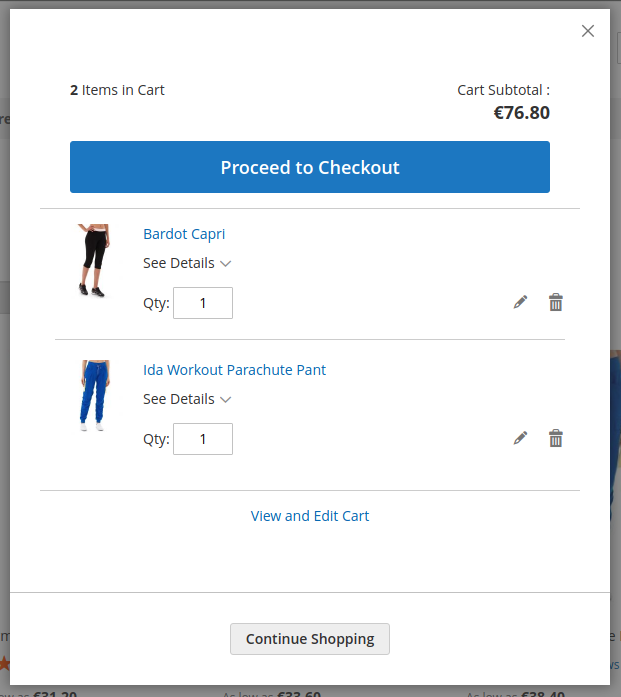 2 Items in Cart
Cart Subtotal :
€76.80
Proceed to Checkout
Bardot Capri
See Details
Qty: 1
Ida Workout Parachute Pant
See Details
Qty: 1
View and Edit Cart
Continue Shopping